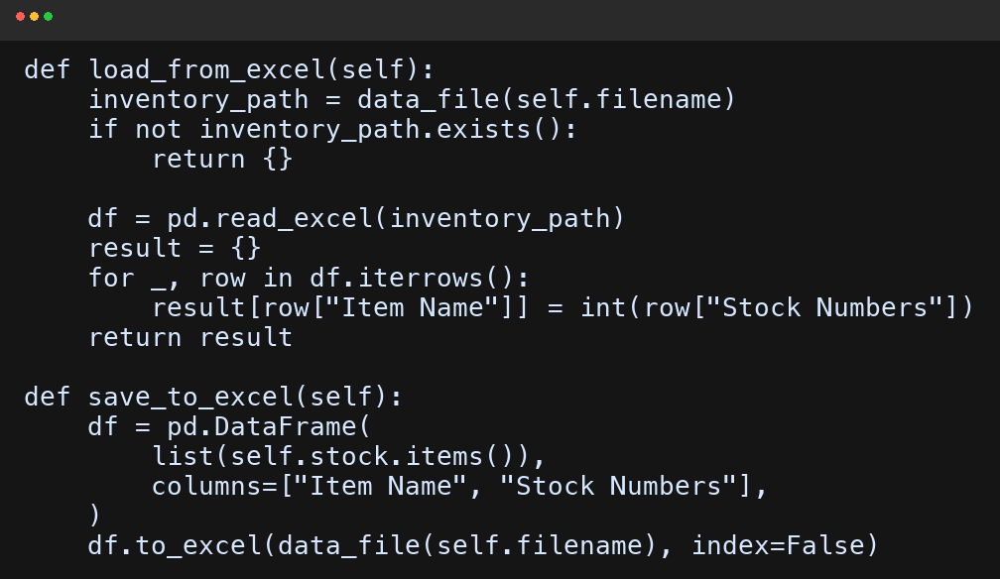 def load_from_excel(self):
    inventory_path = data_file(self.filename)
    if not inventory_path.exists():
        return {}

    df = pd.read_excel(inventory_path)
    result = {}
    for _, row in df.iterrows():
        result[row["Item Name"]] = int(row["Stock Numbers"])
    return result

def save_to_excel(self):
    df = pd.DataFrame(
        list(self.stock.items()),
        columns=["Item Name", "Stock Numbers"],
    )
    df.to_excel(data_file(self.filename), index=False)